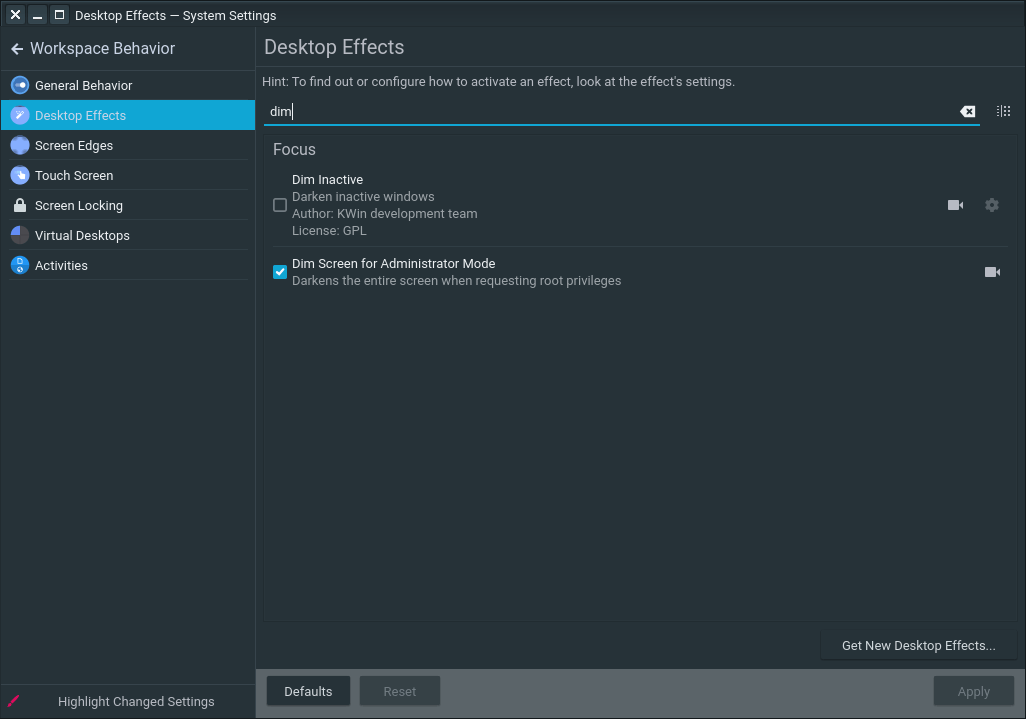 Desktop Effects — System Settings
Workspace Behavior
General Behavior
Desktop Effects
Screen Edges
Touch Screen
Screen Locking
Virtual Desktops
Activities
Highlight Changed Settings
Desktop Effects
Hint: To find out or configure how to activate an effect, look at the effect's settings.
dim
Focus
Dim Inactive
Darken inactive windows
Author: KWin development team
License: GPL
Dim Screen for Administrator Mode
Darkens the entire screen when requesting root privileges
Get New Desktop Effects...
Defaults
Reset
Apply